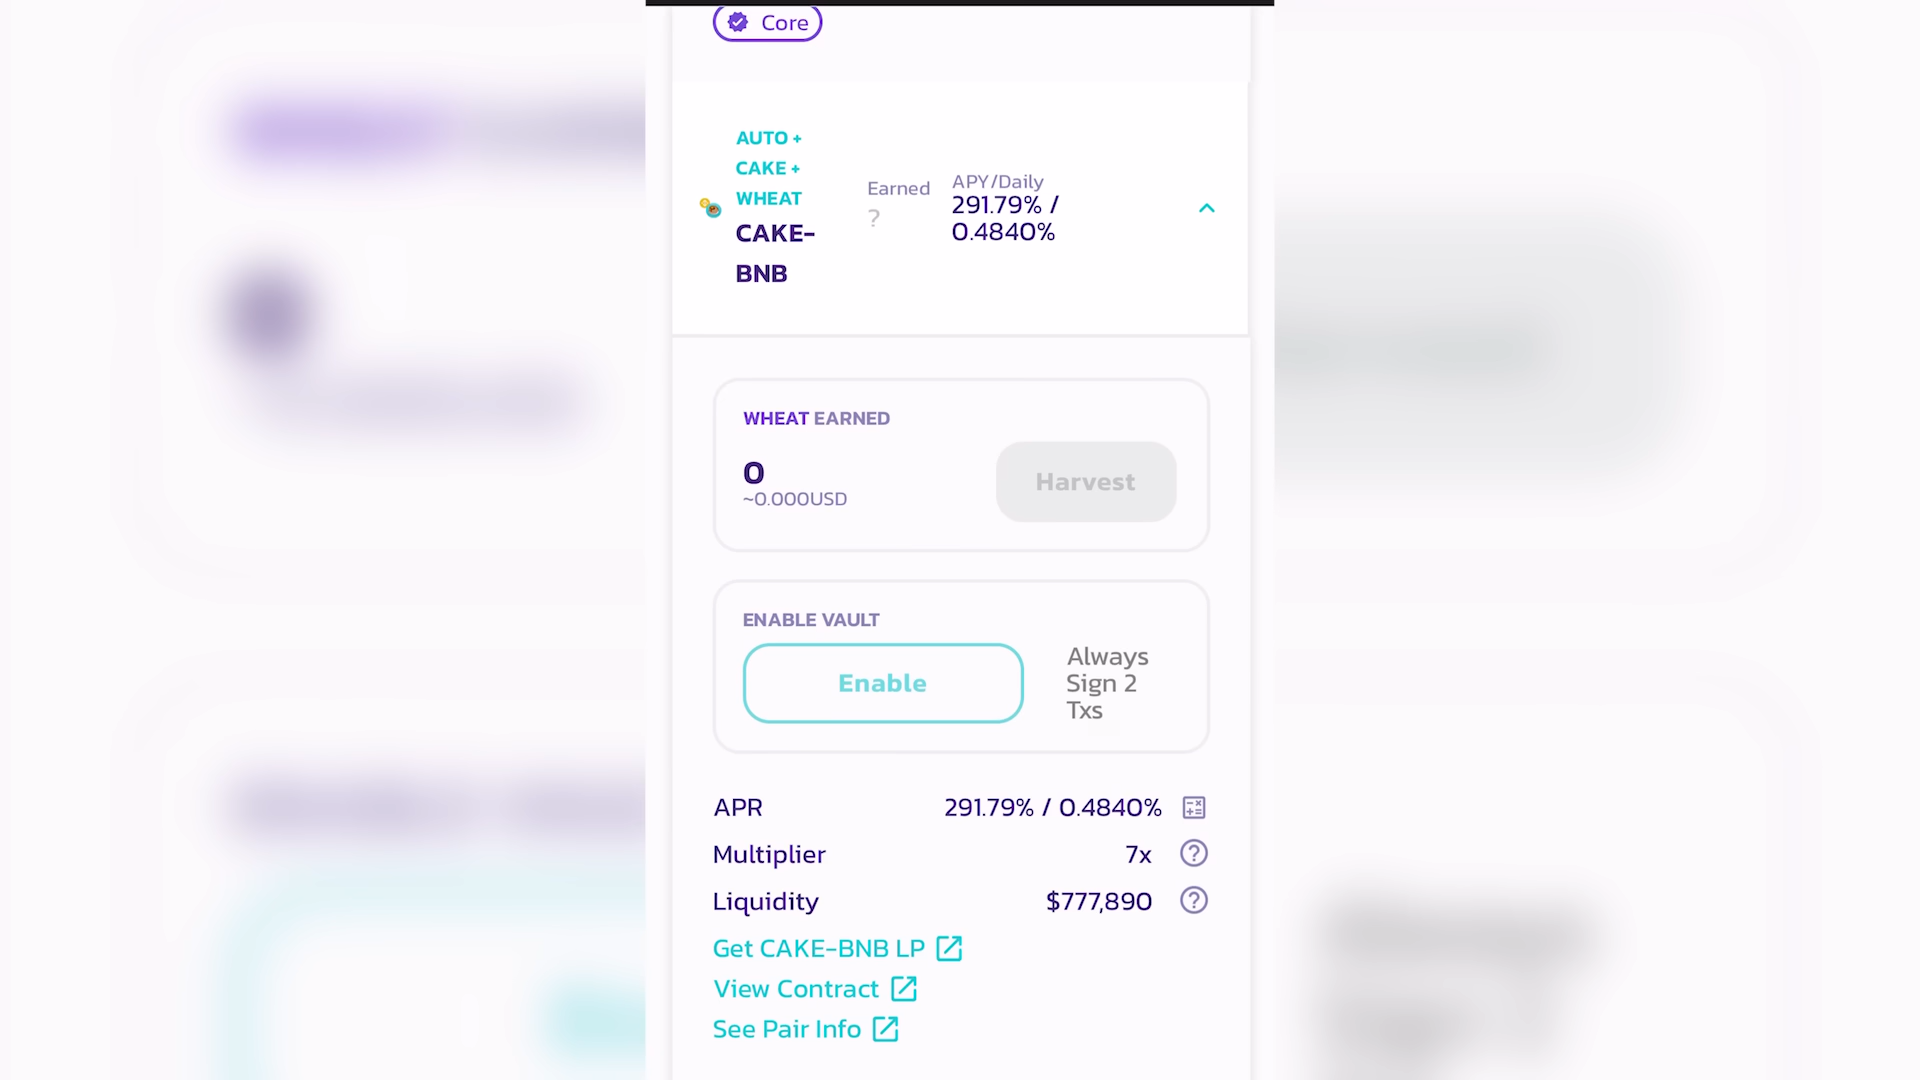 Core
AUTO +
CAKE +
WHEAT
CAKE-
BNB
Earned
?
APY/Daily
291.79% /
0.4840%
WHEAT EARNED
0
~0.000USD
Harvest
ENABLE VAULT
Enable
Always
Sign 2
Txs
APR 291.79% / 0.4840%
Multiplier 7x
Liquidity $777,890
Get CAKE-BNB LP
View Contract
See Pair Info